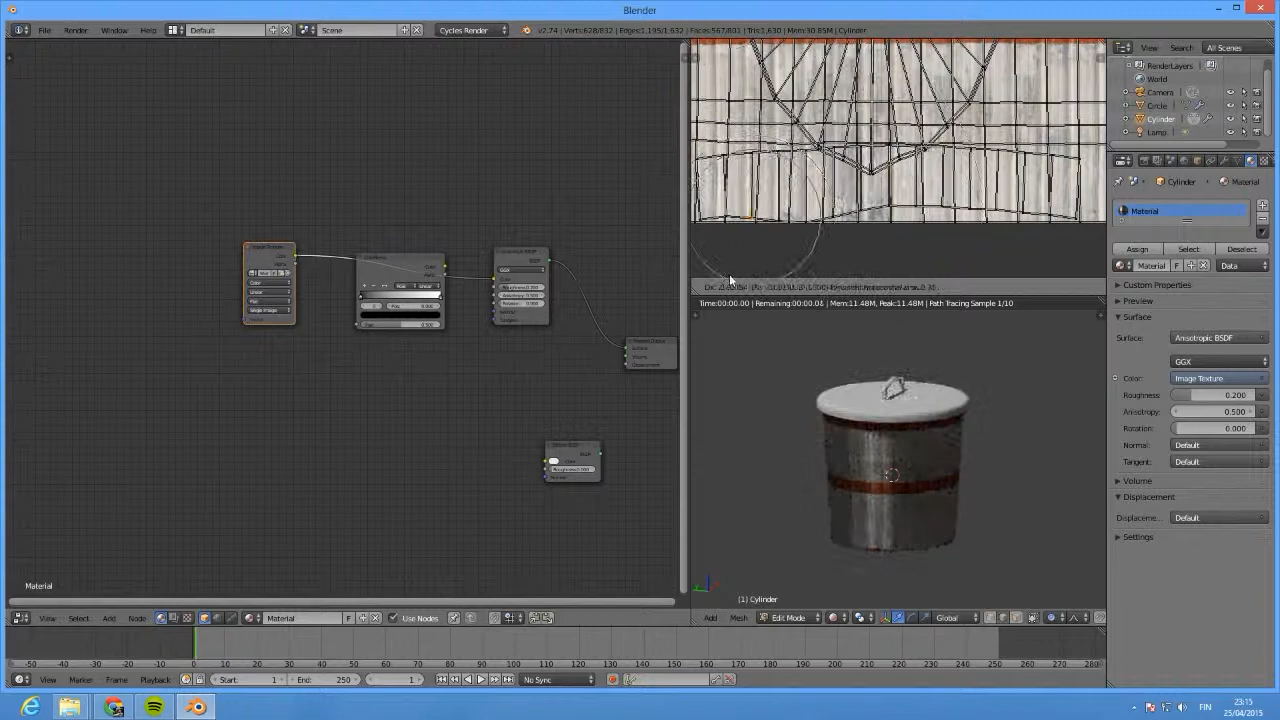 Blender
File Render Window Help Default Scene Cycles Render v2.74 | Verts:628/832 | Edges:1,195/1,632 | Faces:567/801 | Tris:1,630 | Mem:30.85M | Cylinder
View Search All Scenes
RenderLayers
World
Camera
Circle
Cylinder
Lamp
Cylinder Material
Material
Assign Select Deselect
Material F Data
Custom Properties
Preview
Surface
Surface: Anisotropic BSDF
GGX
Color: Image Texture
Roughness: 0.200
Anisotropy: 0.500
Rotation: 0.000
Normal: Default
Tangent: Default
Volume
Displacement
Displaceme... Default
Settings
Time:00:00.00 | Remaining:00:00.08 | Mem:11.48M, Peak:11.48M | Path Tracing Sample 1/10
(1) Cylinder
Add Mesh Edit Mode Global
Material
View Select Add Node Material F Use Nodes
-50 -40 -30 -20 -10 0 10 20 30 40 50 60 70 80 90 100 110 120 130 140 150 160 170 180 190 200 210 220 230 240 250 260 270 280
View Marker Frame Playback Start: 1 End: 250 1 No Sync
FIN 23:15
25/04/2015